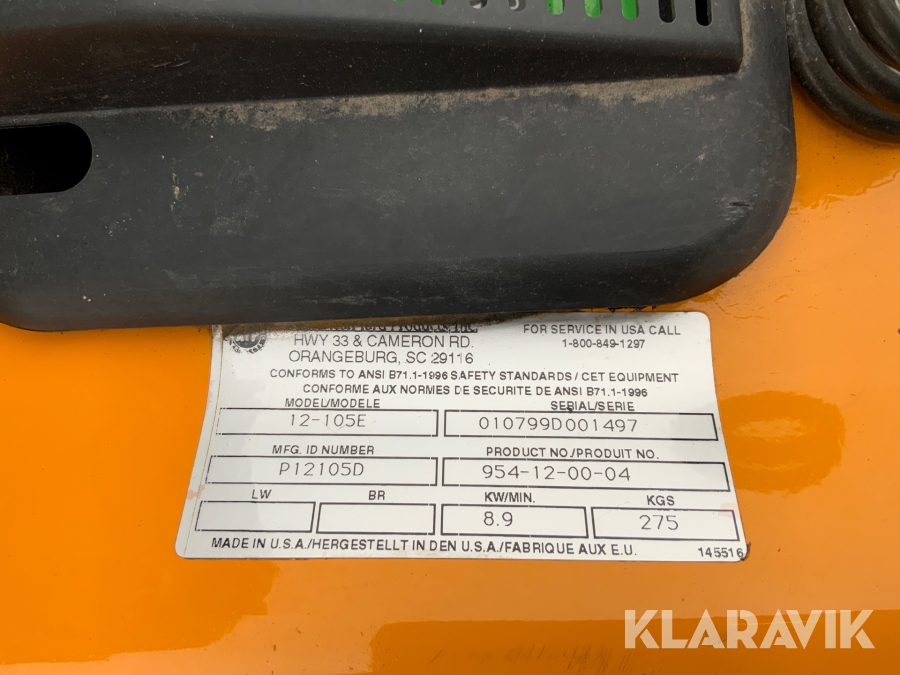 Products, Inc.
HWY 33 & CAMERON RD.
ORANGEBURG, SC 29116
FOR SERVICE IN USA CALL
1-800-849-1297
CONFORMS TO ANSI B71.1-1996 SAFETY STANDARDS / CET EQUIPMENT
CONFORME AUX NORMES DE SECURITE DE ANSI B71.1-1996
MODEL/MODELE SERIAL/SERIE
12-105E 010799D001497
MFG. ID NUMBER PRODUCT NO./PRODUIT NO.
P12105D 954-12-00-04
LW BR KW/MIN. KGS
8.9 275
MADE IN U.S.A./HERGESTELLT IN DEN U.S.A./FABRIQUE AUX E.U. 145516
KLARAVIK